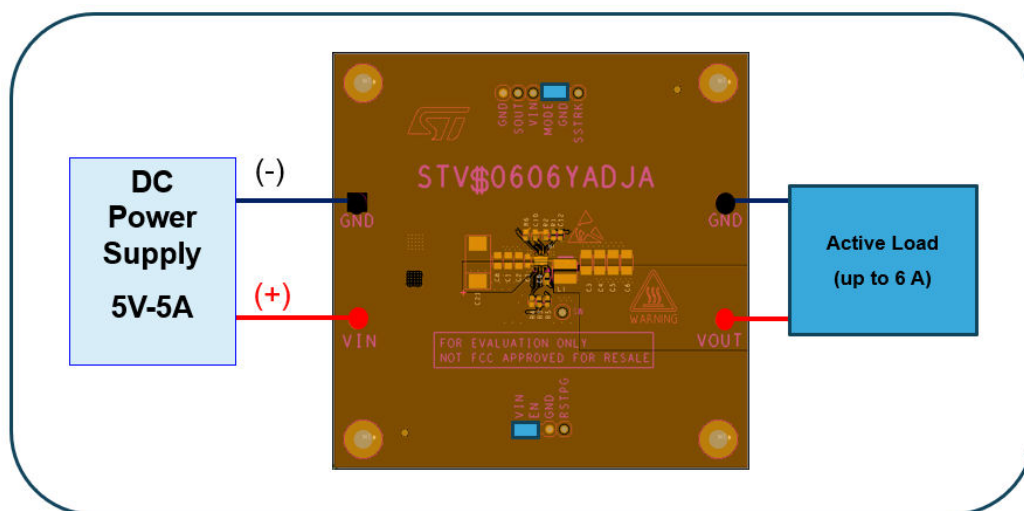 DC
Power
Supply
5V-5A
(-)
(+)
GND
SOUT
VIN
MODE
GND
SSTRK
STV$0606YADJA
GND
VIN
GND
VOUT
WARNING
FOR EVALUATION ONLY
NOT FCC APPROVED FOR RESALE
VIN
EN
GND
RSTPG
Active Load
(up to 6 A)